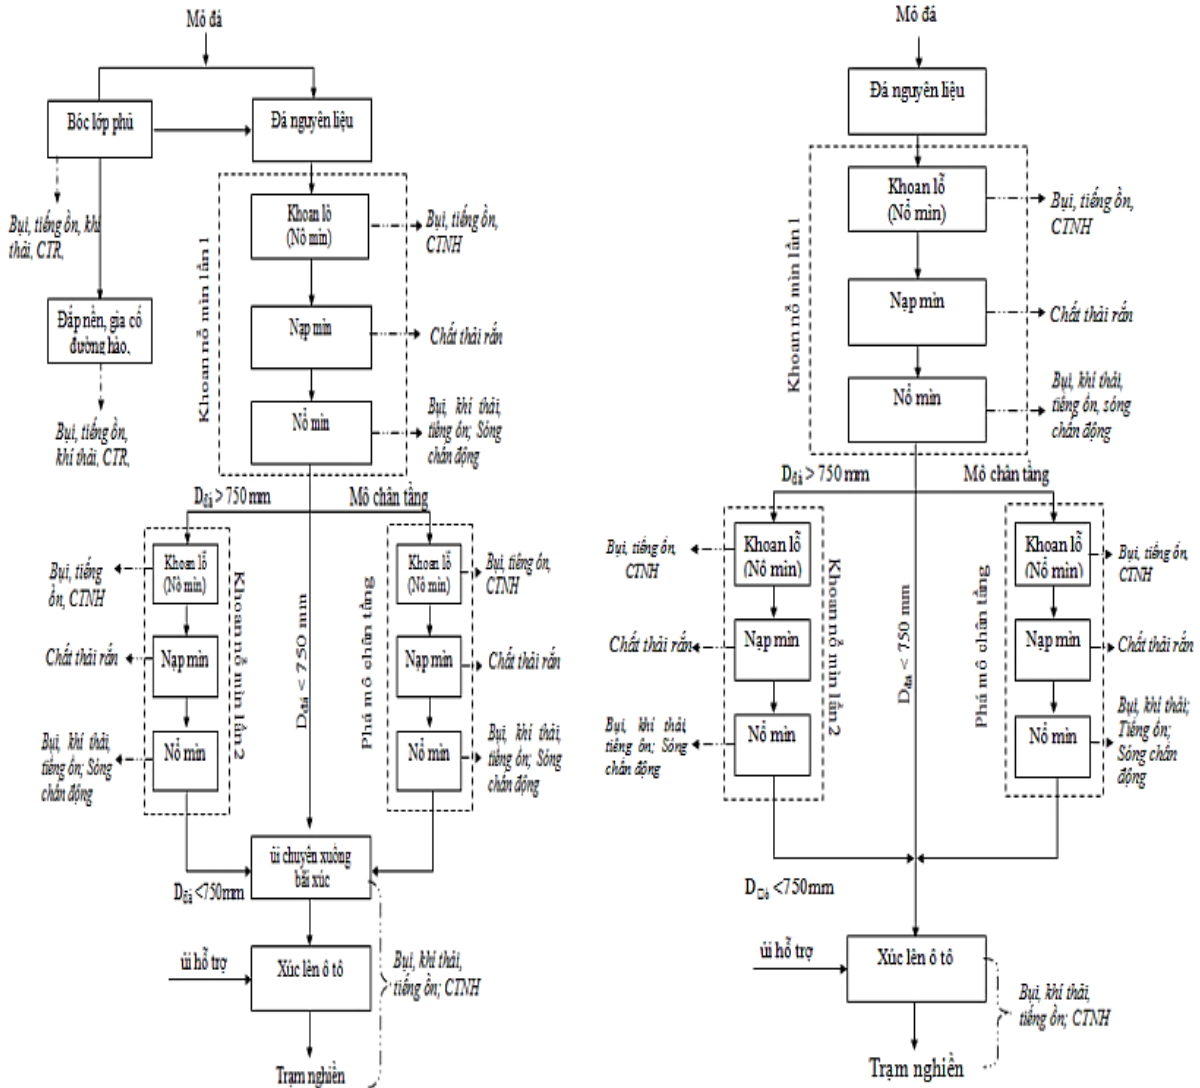 Mỏ đá
Bóc lớp phủ
Đá nguyên liệu
Bụi, tiếng ồn, khí
thải, CTR.
Đắp nền, gia cố
đường hào.
Bụi, tiếng ồn,
khí thải, CTR.
Khoan nổ mìn lần 1
Khoan lỗ
(Nổ mìn)
Bụi, tiếng ồn,
CTNH
Nạp mìn
Chất thải rắn
Nổ mìn
Bụi, khí thải,
tiếng ồn; Sóng
chấn động
Dđá > 750 mm
Mô chân tầng
Bụi, tiếng
ồn, CTNH
Khoan lỗ
(Nổ mìn)
Chất thải rắn
Nạp mìn
Bụi, khí thải,
tiếng ồn; Sóng
chấn động
Nổ mìn
Khoan nổ mìn lần 2
Dđá < 750 mm
Phá mô chân tầng
Khoan lỗ
(Nổ mìn)
Bụi, tiếng ồn,
CTNH
Nạp mìn
Chất thải rắn
Nổ mìn
Bụi, khí thải,
tiếng ồn; Sóng
chấn động
Dđá <750mm
ủi chuyển xuống
bãi xúc
ủi hỗ trợ
Xúc lên ô tô
Bụi, khí thải,
tiếng ồn; CTNH
Trạm nghiền
Mỏ đá
Đá nguyên liệu
Khoan nổ mìn lần 1
Khoan lỗ
(Nổ mìn)
Bụi, tiếng ồn,
CTNH
Nạp mìn
Chất thải rắn
Nổ mìn
Bụi, khí thải,
tiếng ồn, sóng
chấn động
Dđá >750 mm
Mô chân tầng
Bụi, tiếng ồn,
CTNH
Khoan lỗ
(Nổ mìn)
Chất thải rắn
Nạp mìn
Bụi, khí thải,
tiếng ồn; Sóng
chấn động
Nổ mìn
Khoan nổ mìn lần 2
Dđá < 750 mm
Phá mô chân tầng
Khoan lỗ
(Nổ mìn)
Bụi, tiếng ồn,
CTNH
Nạp mìn
Chất thải rắn
Nổ mìn
Bụi, khí thải;
Tiếng ồn;
Sóng chấn
động
D□ỏ <750mm
ủi hỗ trợ
Xúc lên ô tô
Bụi, khí thải,
tiếng ồn; CTNH
Trạm nghiền